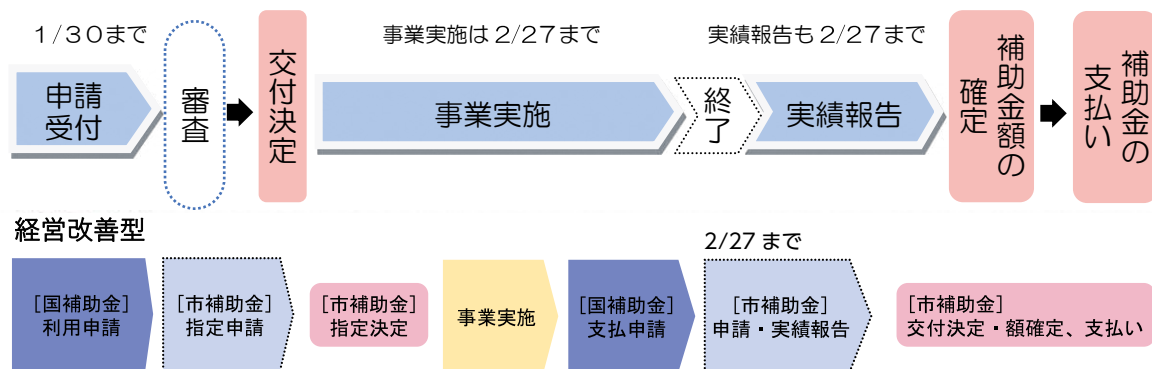 1/30まで
事業実施は 2/27まで
実績報告も 2/27まで
申請
受付
審査
交付決定
事業実施
終了
実績報告
補助金額の
確定
補助金の
支払い
経営改善型
2/27 まで
[国補助金]
利用申請
[市補助金]
指定申請
[市補助金]
指定決定
事業実施
[国補助金]
支払申請
[市補助金]
申請・実績報告
[市補助金]
交付決定・額確定、支払い